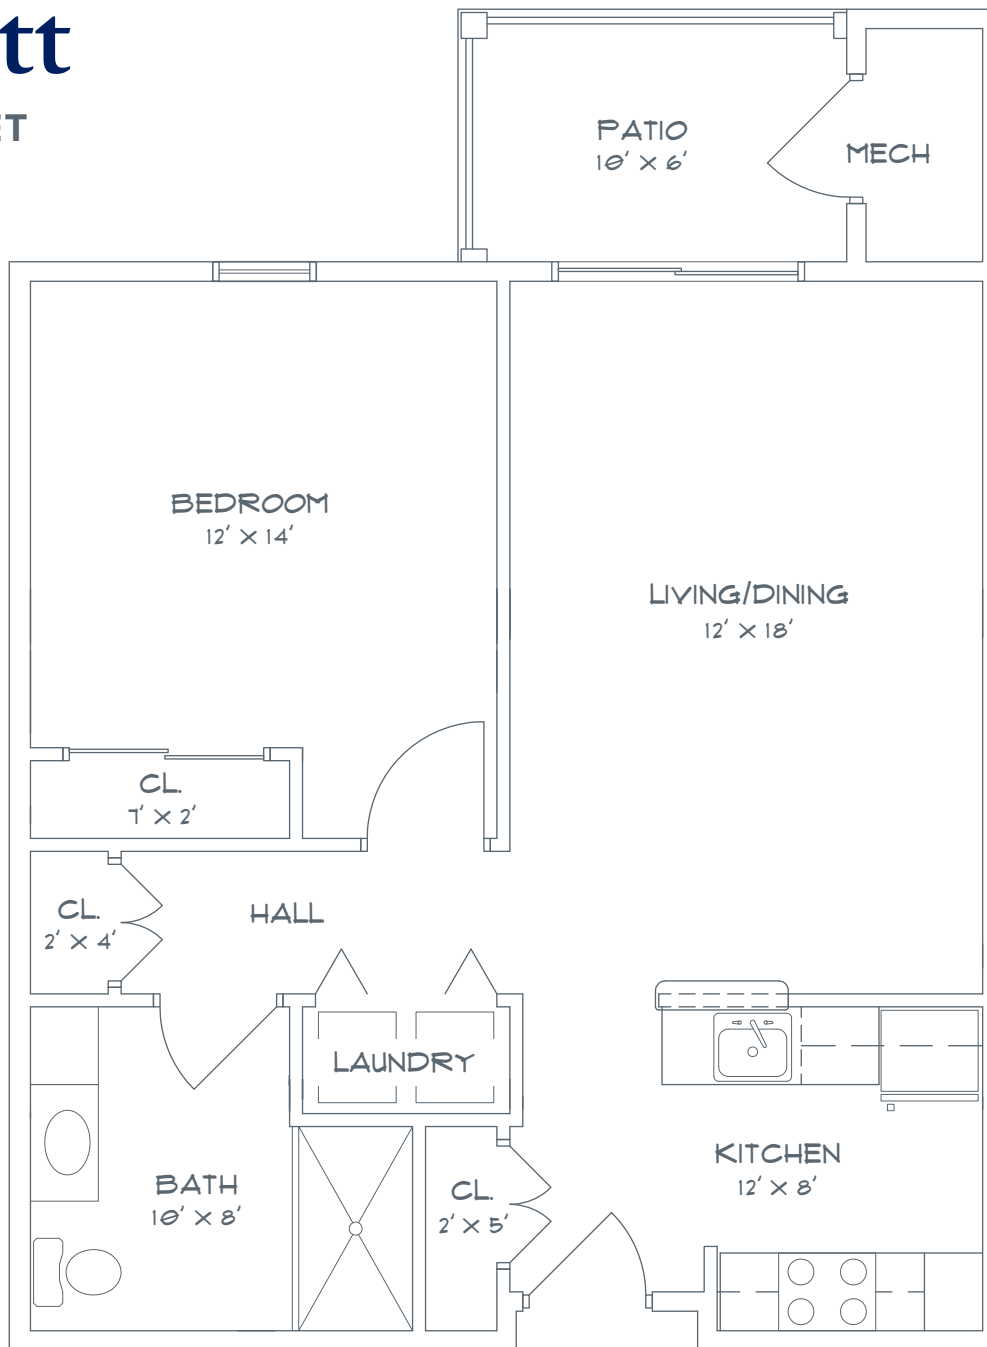 tt
ET
PATIO
10' X 6'
MECH
BEDROOM
12' X 14'
LIVING/DINING
12' X 18'
CL.
7' X 2'
CL.
2' X 4'
HALL
LAUNDRY
KITCHEN
12' X 8'
BATH
10' X 8'
CL.
2' X 5'